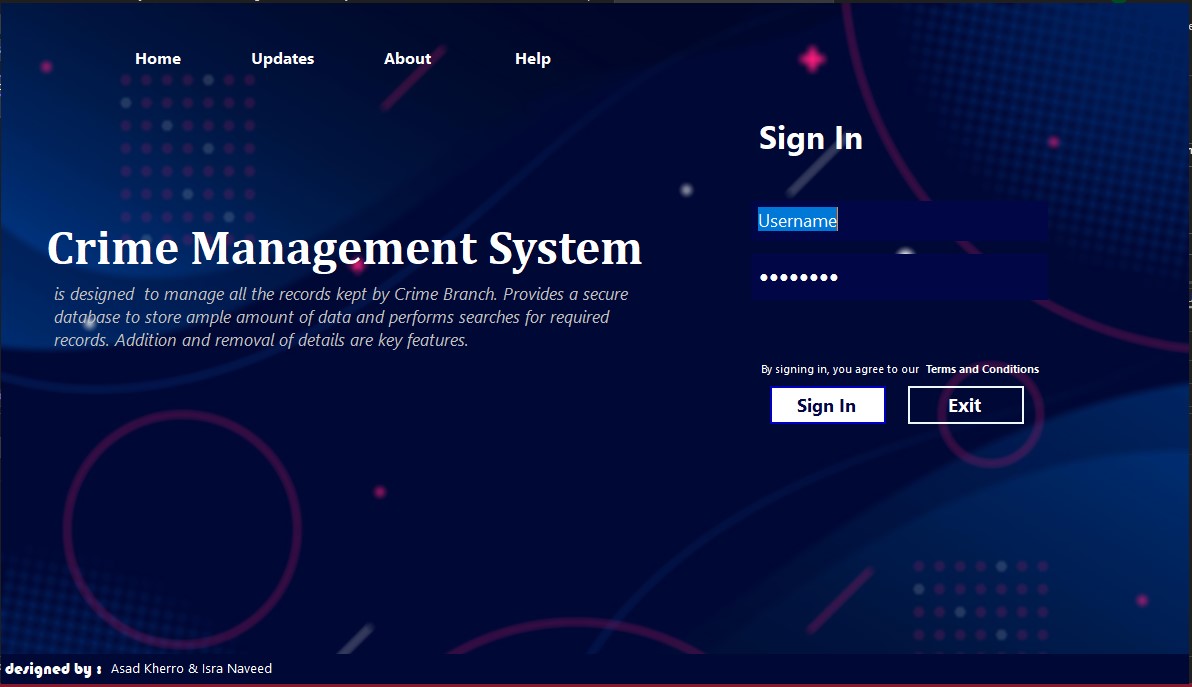 Home Updates About Help
Sign In
Username
••••••••
Crime Management System
is designed  to manage all the records kept by Crime Branch. Provides a secure
database to store ample amount of data and performs searches for required
records. Addition and removal of details are key features.
By signing in, you agree to our Terms and Conditions
Sign In Exit
designed by : Asad Kherro & Isra Naveed